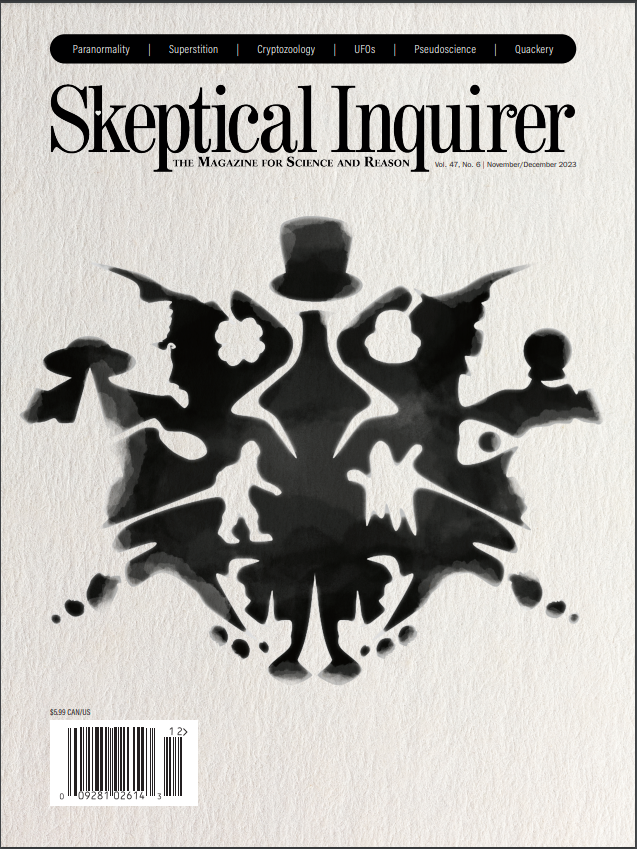 Paranormality | Superstition | Cryptozoology | UFOs | Pseudoscience | Quackery
Skeptical Inquirer
THE MAGAZINE FOR SCIENCE AND REASON
Vol. 47, No. 6 | November/December 2023
$5.99 CAN/US
12>
0 09281 02614 3